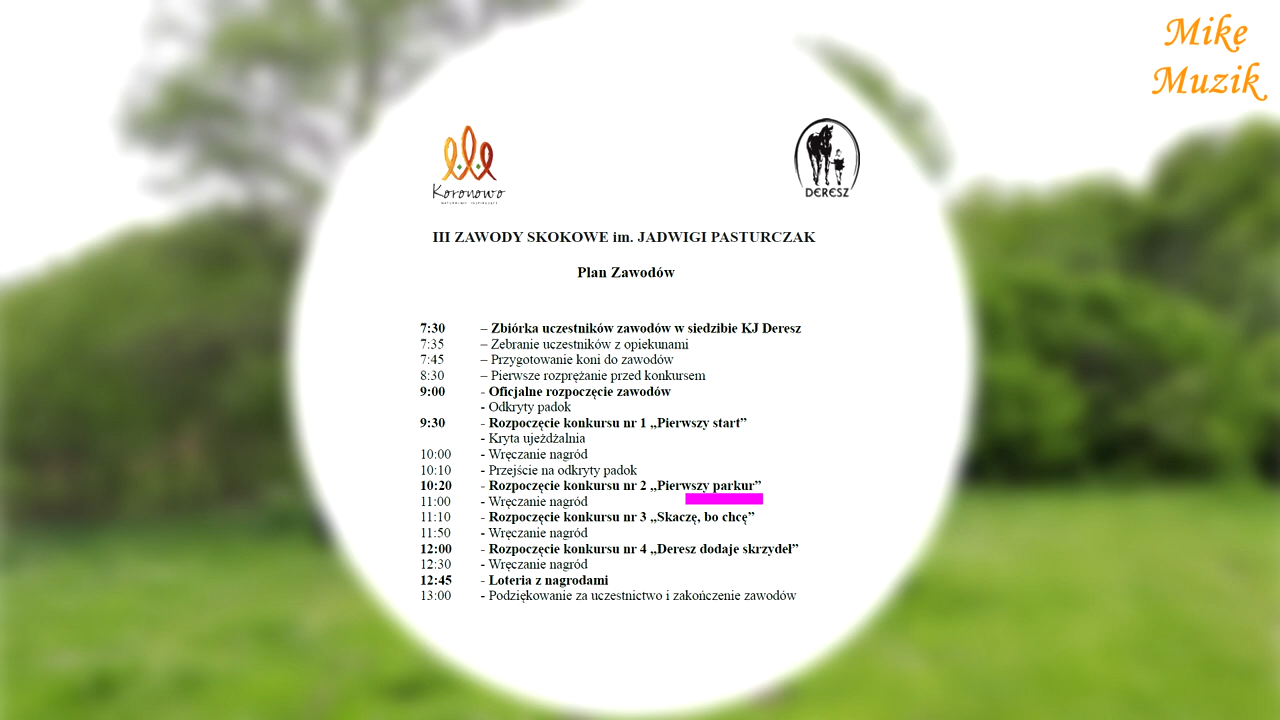 Mike
Muzik
Koronowo
DERESZ
III ZAWODY SKOKOWE im. JADWIGI PASTURCZAK
Plan Zawodów
7:30 – Zbiórka uczestników zawodów w siedzibie KJ Deresz
7:35 – Zebranie uczestników z opiekunami
7:45 – Przygotowanie koni do zawodów
8:30 – Pierwsze rozprężanie przed konkursem
9:00 - Oficjalne rozpoczęcie zawodów
- Odkryty padok
9:30 - Rozpoczęcie konkursu nr 1 „Pierwszy start”
- Kryta ujeżdżalnia
10:00 - Wręczanie nagród
10:10 - Przejście na odkryty padok
10:20 - Rozpoczęcie konkursu nr 2 „Pierwszy parkur”
11:00 - Wręczanie nagród
11:10 - Rozpoczęcie konkursu nr 3 „Skaczę, bo chcę”
11:50 - Wręczanie nagród
12:00 - Rozpoczęcie konkursu nr 4 „Deresz dodaje skrzydeł”
12:30 - Wręczanie nagród
12:45 - Loteria z nagrodami
13:00 - Podziękowanie za uczestnictwo i zakończenie zawodów